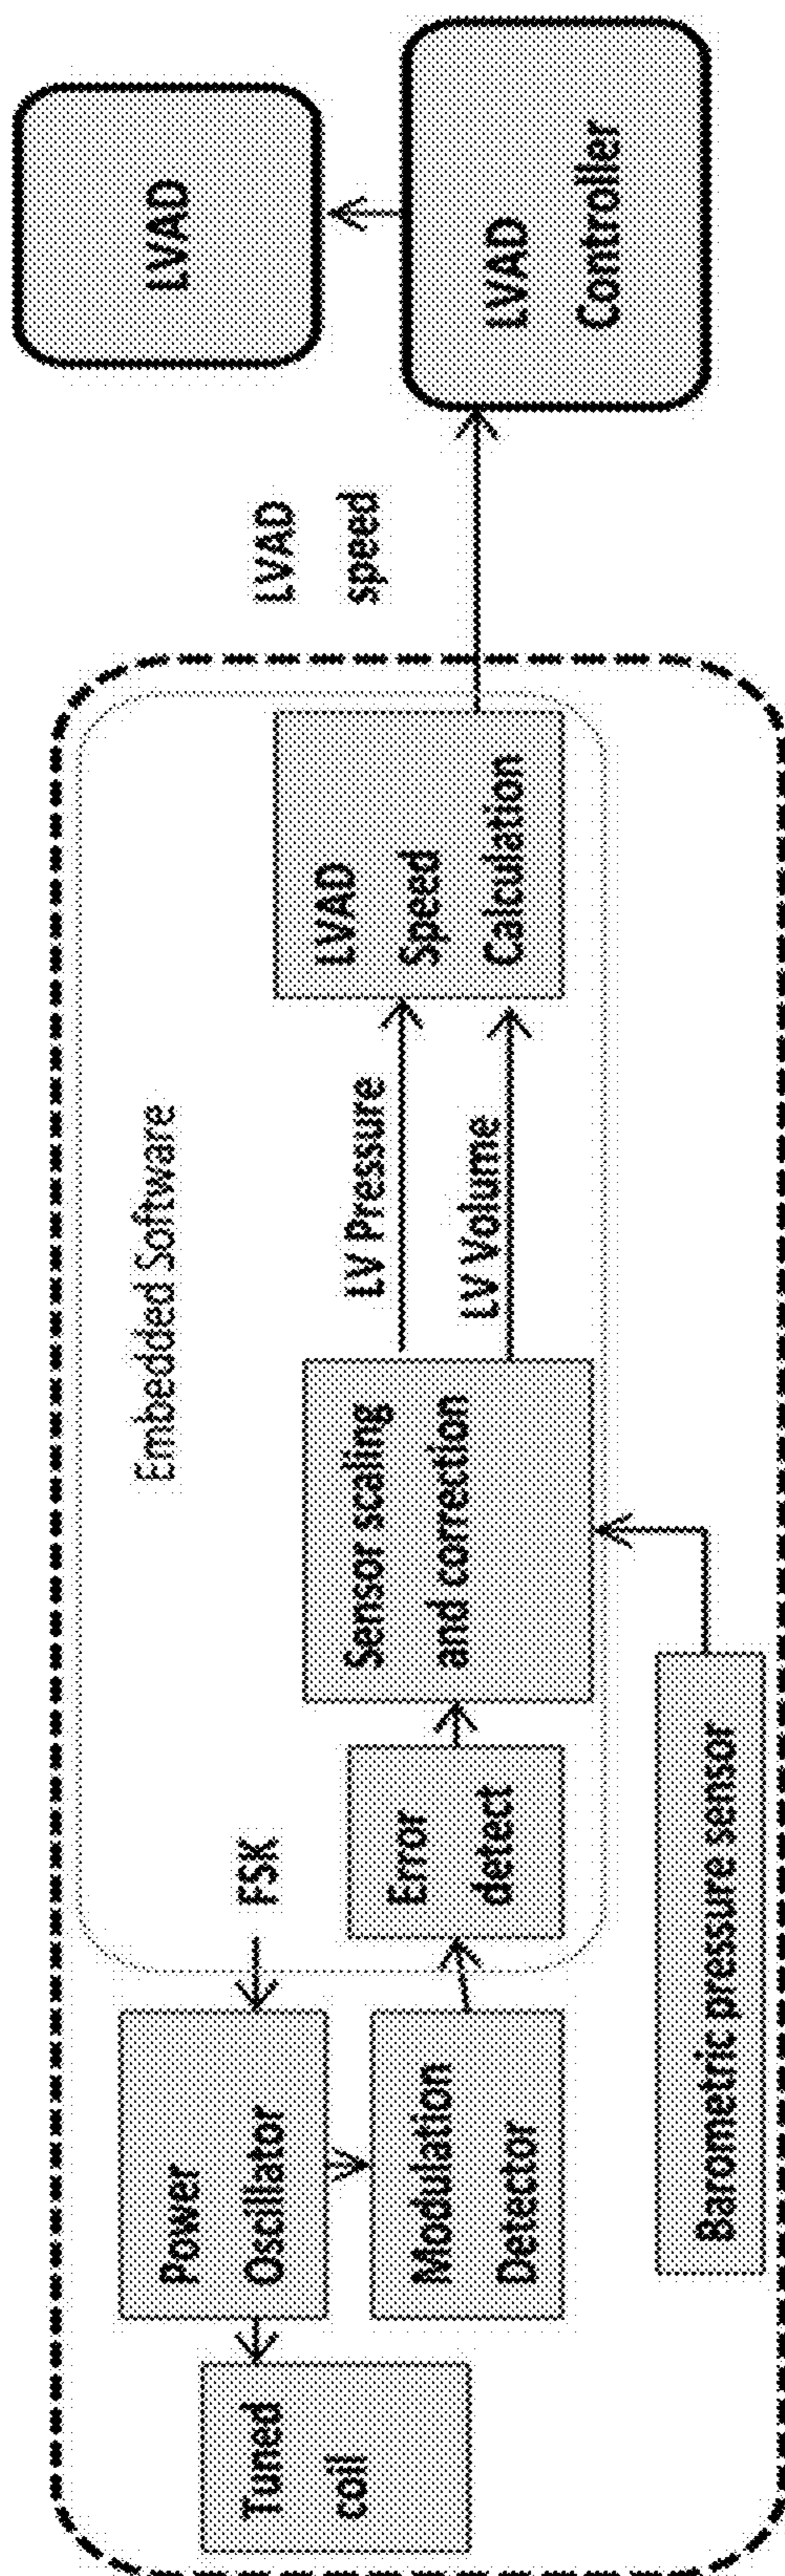 Tuned
coil
Power
Oscillator
Modulation
Detector
Barometric pressure sensor
FSK
Error
detect
Embedded Software
Sensor scaling
and correction
LV Pressure
LV Volume
LVAD
Speed
Calculation
LVAD
speed
LVAD
LVAD
Controller